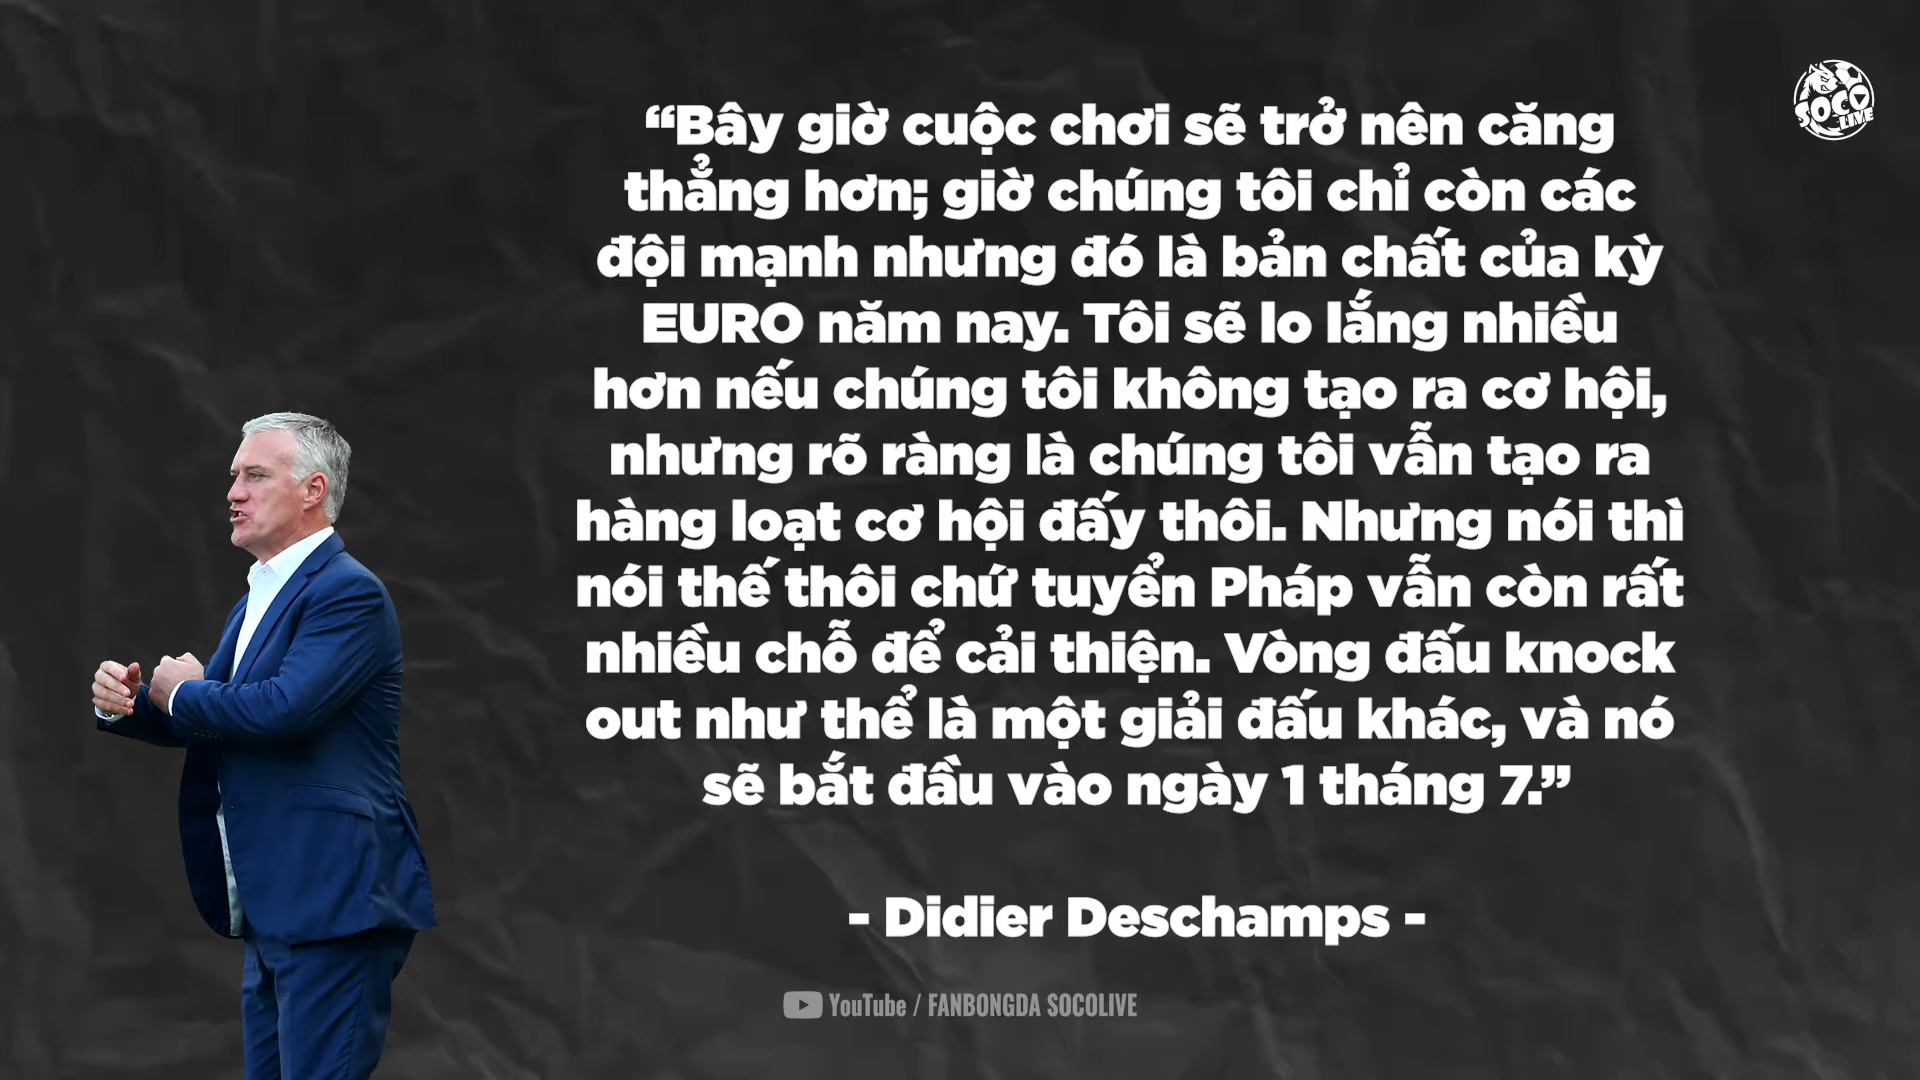 SOCO
LIVE
“Bây giờ cuộc chơi sẽ trở nên căng
thẳng hơn; giờ chúng tôi chỉ còn các
đội mạnh nhưng đó là bản chất của kỳ
EURO năm nay. Tôi sẽ lo lắng nhiều
hơn nếu chúng tôi không tạo ra cơ hội,
nhưng rõ ràng là chúng tôi vẫn tạo ra
hàng loạt cơ hội đấy thôi. Nhưng nói thì
nói thế thôi chứ tuyển Pháp vẫn còn rất
nhiều chỗ để cải thiện. Vòng đấu knock
out như thể là một giải đấu khác, và nó
sẽ bắt đầu vào ngày 1 tháng 7.”
- Didier Deschamps -
YouTube / FANBONGDA SOCOLIVE